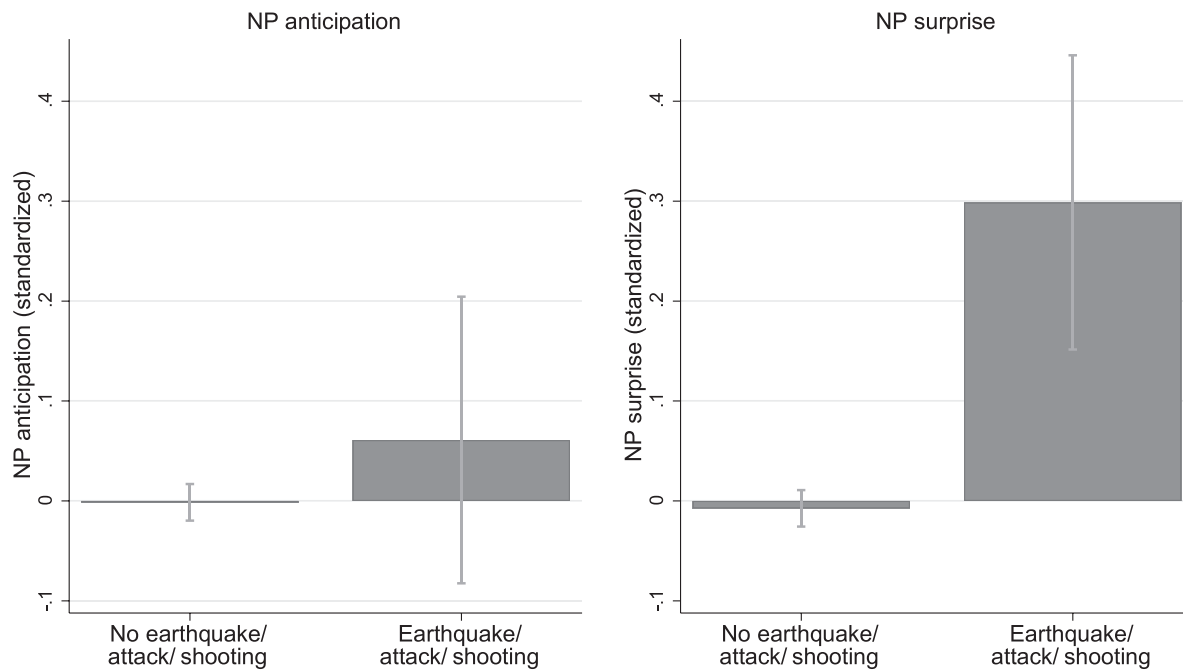 NP anticipation
NP anticipation (standardized)
.4
.3
.2
.1
0
-.1
No earthquake/
attack/ shooting
Earthquake/
attack/ shooting
NP surprise
NP surprise (standardized)
.4
.3
.2
.1
0
-.1
No earthquake/
attack/ shooting
Earthquake/
attack/ shooting